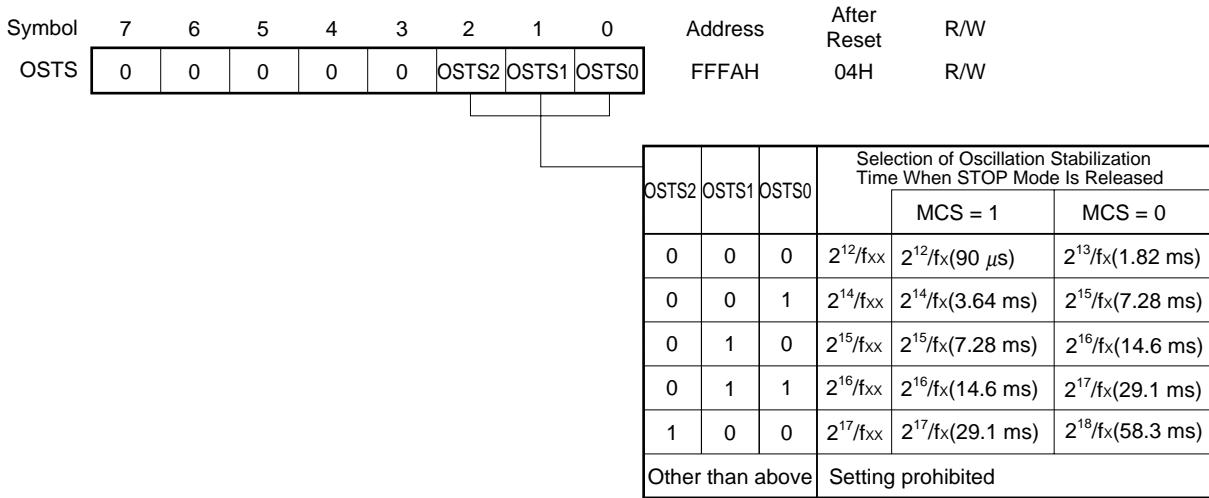 Symbol 7 6 5 4 3 2 1 0 Address After Reset R/W
OSTS 0 0 0 0 0 OSTS2 OSTS1 OSTS0 FFFAH 04H R/W
OSTS2 OSTS1 OSTS0 Selection of Oscillation Stabilization
Time When STOP Mode Is Released
MCS = 1 MCS = 0
0 0 0 2¹²/fxx 2¹²/fx(90 μs) 2¹³/fx(1.82 ms)
0 0 1 2¹⁴/fxx 2¹⁴/fx(3.64 ms) 2¹⁵/fx(7.28 ms)
0 1 0 2¹⁵/fxx 2¹⁵/fx(7.28 ms) 2¹⁶/fx(14.6 ms)
0 1 1 2¹⁶/fxx 2¹⁶/fx(14.6 ms) 2¹⁷/fx(29.1 ms)
1 0 0 2¹⁷/fxx 2¹⁷/fx(29.1 ms) 2¹⁸/fx(58.3 ms)
Other than above Setting prohibited